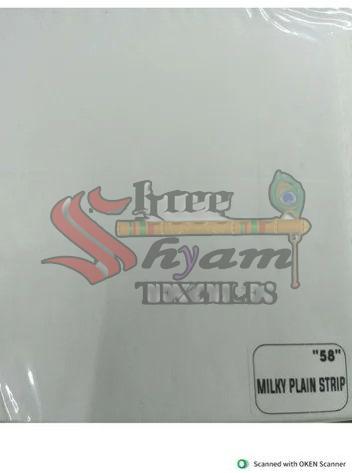 Shree
Shyam
TEXTILES
"58"
MILKY PLAIN STRIP
Scanned with OKEN Scanner